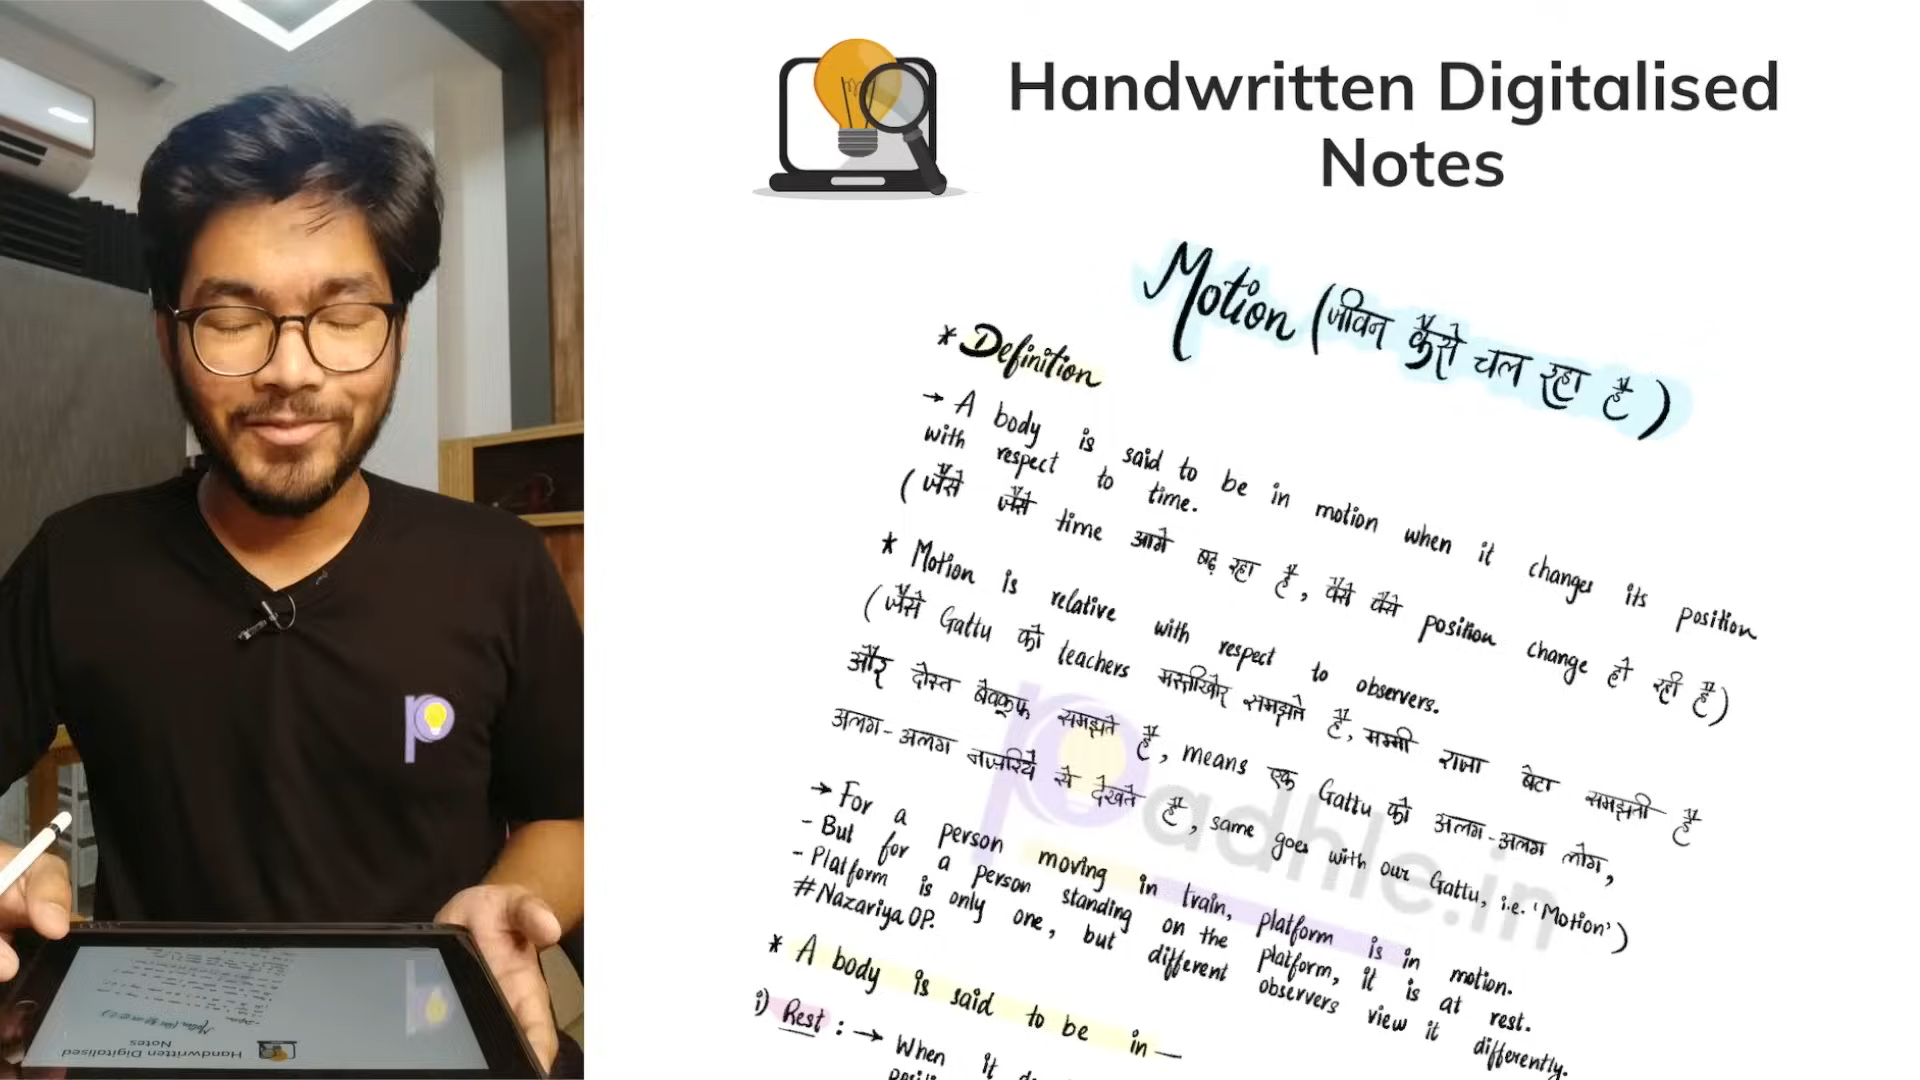 Handwritten Digitalised
Notes
Motion (जीवन कैसे चल रहा है)
* Definition
→ A body is said to be in motion when it changes its position
with respect to time.
(जैसे जैसे time आगे बढ़ रहा है, वैसे वैसे position change हो रही है)
* Motion is relative with respect to observers.
(जैसे Gattu को teachers मस्तीखोर समझते हैं, मम्मी राजा बेटा समझती है
और दोस्त बेवकूफ समझते है, means एक Gattu को अलग-अलग लोग,
अलग-अलग नज़रिये से देखते है, same goes with our Gattu, i.e. 'Motion')
→ For a person moving in train, platform is in motion.
- But for a person standing on the platform, it is at rest.
- Platform is only one, but different observers view it differently.
#Nazariya OP.
* A body is said to be in —
i) Rest : → When it
padhle.in
Handwritten Digitalised
Notes